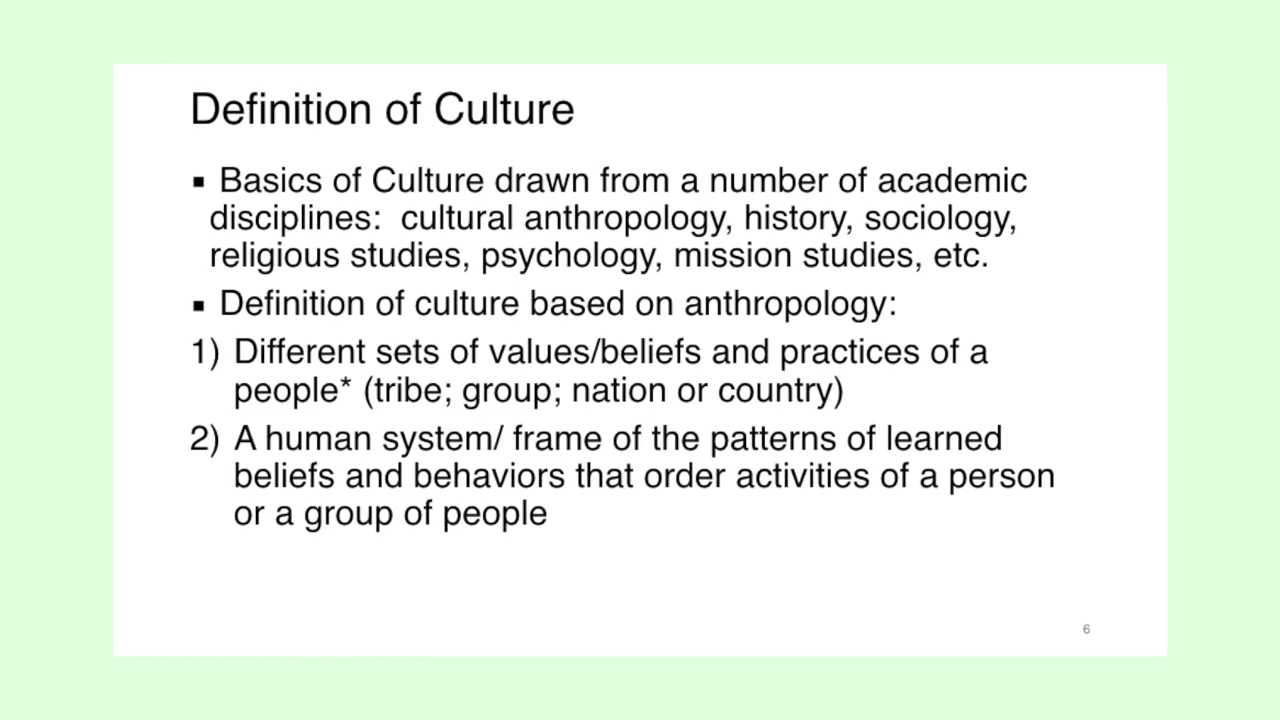 Definition of Culture
▪ Basics of Culture drawn from a number of academic
disciplines:  cultural anthropology, history, sociology,
religious studies, psychology, mission studies, etc.
▪ Definition of culture based on anthropology:
1) Different sets of values/beliefs and practices of a
people* (tribe; group; nation or country)
2) A human system/ frame of the patterns of learned
beliefs and behaviors that order activities of a person
or a group of people
6